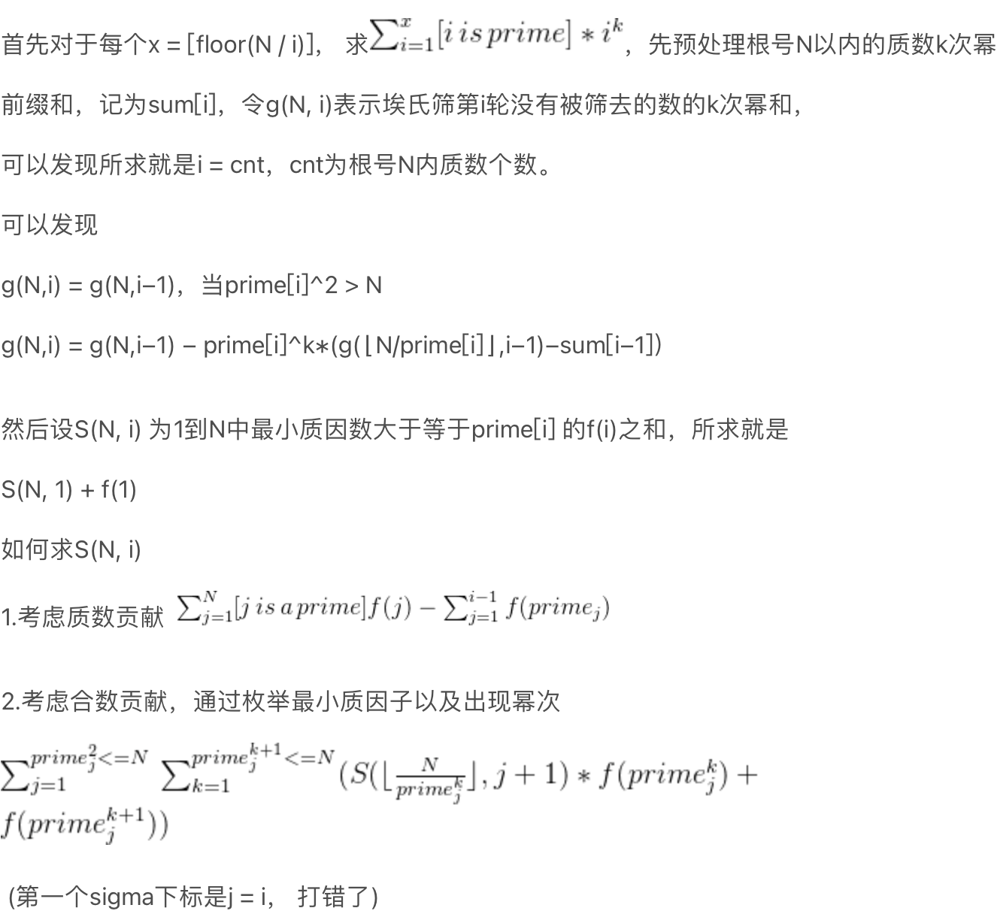 首先对于每个x = [floor(N / i)], 求∑_{i=1}^{x}[i is prime] * i^k，先预处理根号N以内的质数k次幂
前缀和，记为sum[i]，令g(N, i)表示埃氏筛第i轮没有被筛去的数的k次幂和，
可以发现所求就是i = cnt，cnt为根号N内质数个数。
可以发现
g(N,i) = g(N,i−1)，当prime[i]^2 > N
g(N,i) = g(N,i−1) − prime[i]^k∗(g(⌊N/prime[i]⌋,i−1)−sum[i−1])
然后设S(N, i) 为1到N中最小质因数大于等于prime[i] 的f(i)之和，所求就是
S(N, 1) + f(1)
如何求S(N, i)
1.考虑质数贡献 ∑_{j=1}^{N}[j is a prime]f(j) − ∑_{j=1}^{i−1} f(prime_j)
2.考虑合数贡献，通过枚举最小质因子以及出现幂次
∑_{j=1}^{prime_j^2<=N} ∑_{k=1}^{prime_j^{k+1}<=N} (S(⌊\frac{N}{prime_j^k}⌋, j + 1) * f(prime_j^k) +
f(prime_j^{k+1}))
(第一个sigma下标是j = i， 打错了)